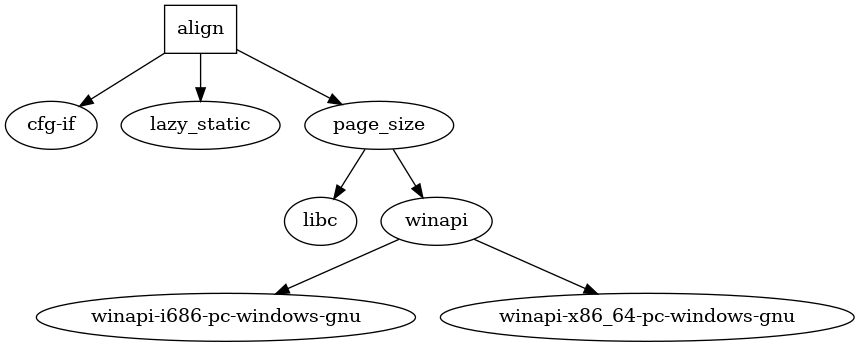 align
cfg-if
lazy_static
page_size
libc
winapi
winapi-i686-pc-windows-gnu
winapi-x86_64-pc-windows-gnu